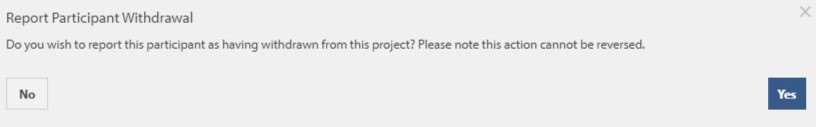 Report Participant Withdrawal
Do you wish to report this participant as having withdrawn from this project? Please note this action cannot be reversed.
No
Yes